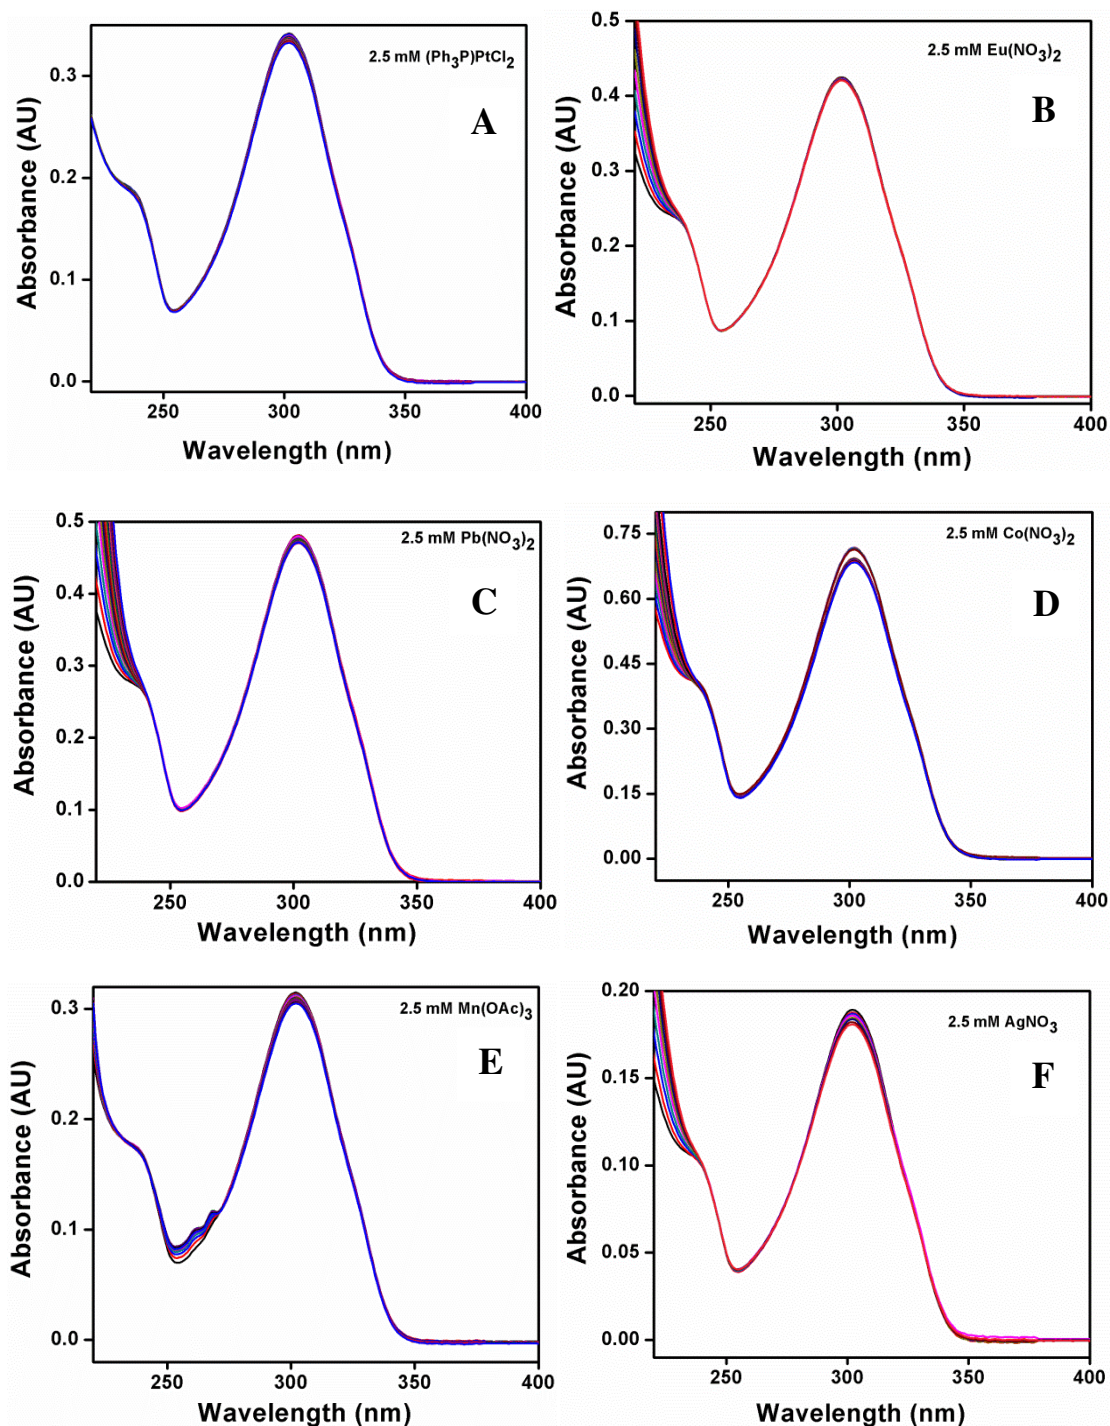 2.5 mM (Ph3P)PtCl2
A
Absorbance (AU)
0.3
0.2
0.1
0.0
250 300 350 400
Wavelength (nm)
2.5 mM Eu(NO3)2
B
Absorbance (AU)
0.5
0.4
0.3
0.2
0.1
0.0
250 300 350 400
Wavelength (nm)
2.5 mM Pb(NO3)2
C
Absorbance (AU)
0.5
0.4
0.3
0.2
0.1
0.0
250 300 350 400
Wavelength (nm)
2.5 mM Co(NO3)2
D
Absorbance (AU)
0.75
0.60
0.45
0.30
0.15
0.00
250 300 350 400
Wavelength (nm)
2.5 mM Mn(OAc)3
E
Absorbance (AU)
0.3
0.2
0.1
0.0
250 300 350 400
Wavelength (nm)
2.5 mM AgNO3
F
Absorbance (AU)
0.20
0.15
0.10
0.05
0.00
250 300 350 400
Wavelength (nm)